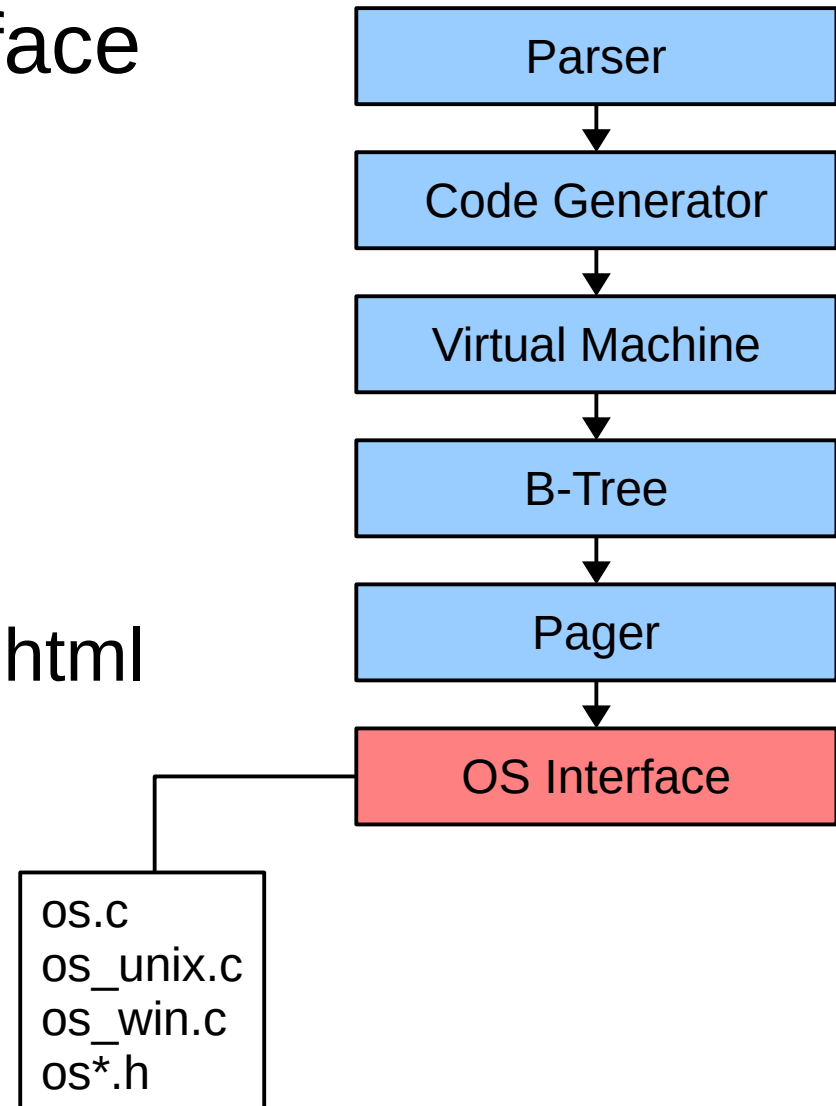 face
Parser
Code Generator
Virtual Machine
B-Tree
Pager
html
OS Interface
os.c
os_unix.c
os_win.c
os*.h